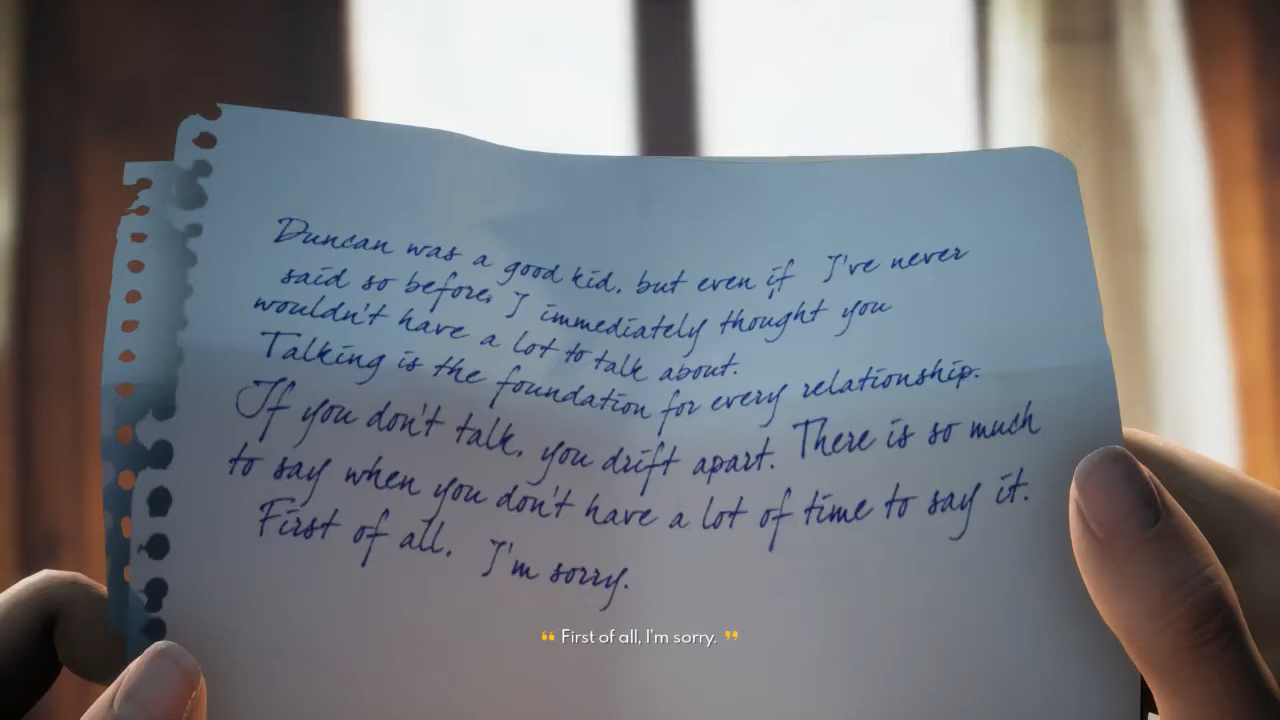 Duncan was a good kid, but even if I've never
said so before, I immediately thought you
wouldn't have a lot to talk about.
Talking is the foundation for every relationship.
If you don't talk, you drift apart. There is so much
to say when you don't have a lot of time to say it.
First of all, I'm sorry.
❝ First of all, I'm sorry. ❞